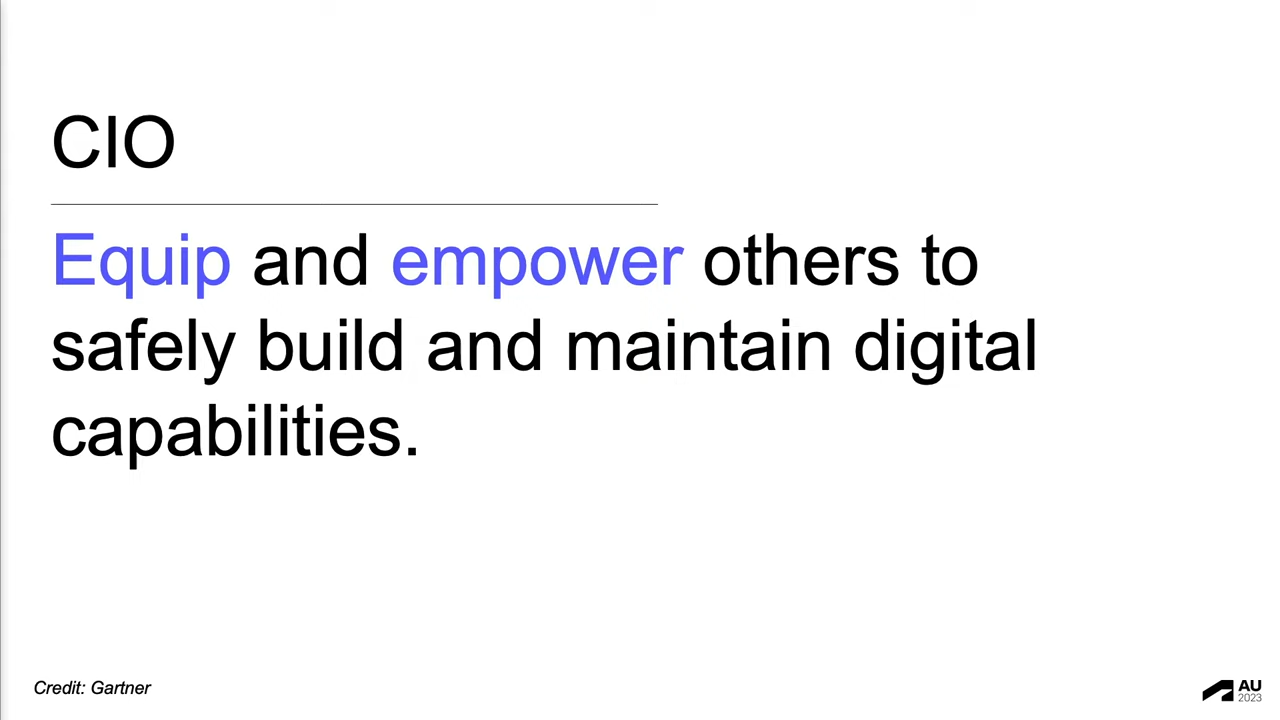 CIO
Equip and empower others to
safely build and maintain digital
capabilities.
Credit: Gartner
AU
2023